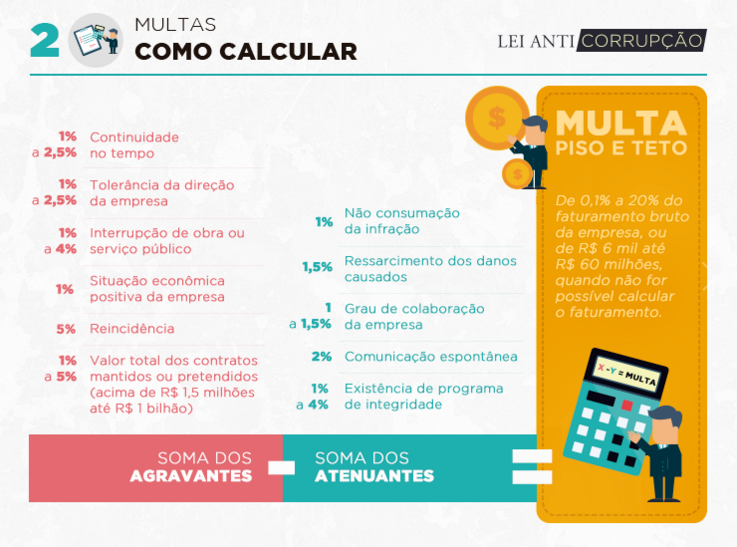 2
MULTAS
COMO CALCULAR
LEI ANTICORRUPÇÃO
1% a 2,5%
Continuidade
no tempo
1% a 2,5%
Tolerância da direção
da empresa
1% a 4%
Interrupção de obra ou
serviço público
1%
Situação econômica
positiva da empresa
5%
Reincidência
1% a 5%
Valor total dos contratos
mantidos ou pretendidos
(acima de R$ 1,5 milhões
até R$ 1 bilhão)
SOMA DOS
AGRAVANTES
-
1%
Não consumação
da infração
1,5%
Ressarcimento dos danos
causados
1 a 1,5%
Grau de colaboração
da empresa
2%
Comunicação espontânea
1% a 4%
Existência de programa
de integridade
SOMA DOS
ATENUANTES
=
$
$
MULTA
PISO E TETO
De 0,1% a 20% do
faturamento bruto
da empresa, ou
de R$ 6 mil até
R$ 60 milhões,
quando não for
possível calcular
o faturamento.
X - Y = MULTA